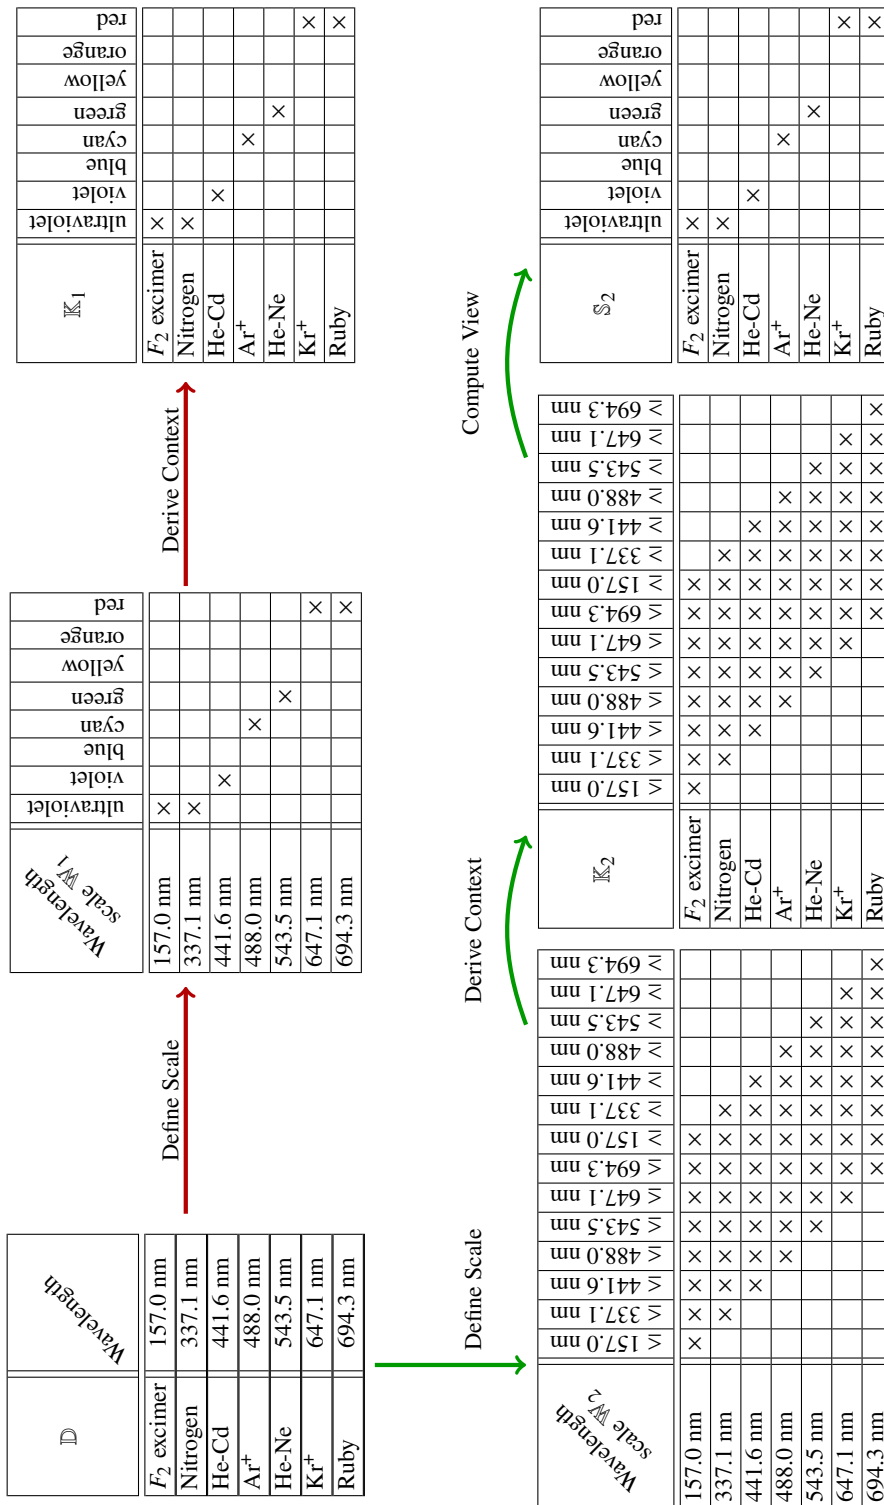 𝔻 Wavelength
F₂ excimer 157.0 nm
Nitrogen 337.1 nm
He-Cd 441.6 nm
Ar⁺ 488.0 nm
He-Ne 543.5 nm
Kr⁺ 647.1 nm
Ruby 694.3 nm
Define Scale
Wavelength
scale 𝕎₁
ultraviolet violet blue cyan green yellow orange red
157.0 nm × 
337.1 nm ×
441.6 nm ×
488.0 nm ×
543.5 nm ×
647.1 nm ×
694.3 nm ×
Derive Context
𝕂₁ ultraviolet violet blue cyan green yellow orange red
F₂ excimer ×
Nitrogen ×
He-Cd ×
Ar⁺ ×
He-Ne ×
Kr⁺ ×
Ruby ×
Define Scale
Wavelength
scale 𝕎₂
≤ 157.0 nm ≤ 337.1 nm ≤ 441.6 nm ≤ 488.0 nm ≤ 543.5 nm ≤ 647.1 nm ≤ 694.3 nm ≥ 157.0 nm ≥ 337.1 nm ≥ 441.6 nm ≥ 488.0 nm ≥ 543.5 nm ≥ 647.1 nm ≥ 694.3 nm
157.0 nm × × × × × × × ×
337.1 nm × × × × × × × ×
441.6 nm × × × × × × × ×
488.0 nm × × × × × × × ×
543.5 nm × × × × × × × ×
647.1 nm × × × × × × × ×
694.3 nm × × × × × × × ×
Derive Context
𝕂₂ ≤ 157.0 nm ≤ 337.1 nm ≤ 441.6 nm ≤ 488.0 nm ≤ 543.5 nm ≤ 647.1 nm ≤ 694.3 nm ≥ 157.0 nm ≥ 337.1 nm ≥ 441.6 nm ≥ 488.0 nm ≥ 543.5 nm ≥ 647.1 nm ≥ 694.3 nm
F₂ excimer × × × × × × × ×
Nitrogen × × × × × × × ×
He-Cd × × × × × × × ×
Ar⁺ × × × × × × × ×
He-Ne × × × × × × × ×
Kr⁺ × × × × × × × ×
Ruby × × × × × × × ×
Compute View
𝕊₂ ultraviolet violet blue cyan green yellow orange red
F₂ excimer ×
Nitrogen ×
He-Cd ×
Ar⁺ ×
He-Ne ×
Kr⁺ ×
Ruby ×